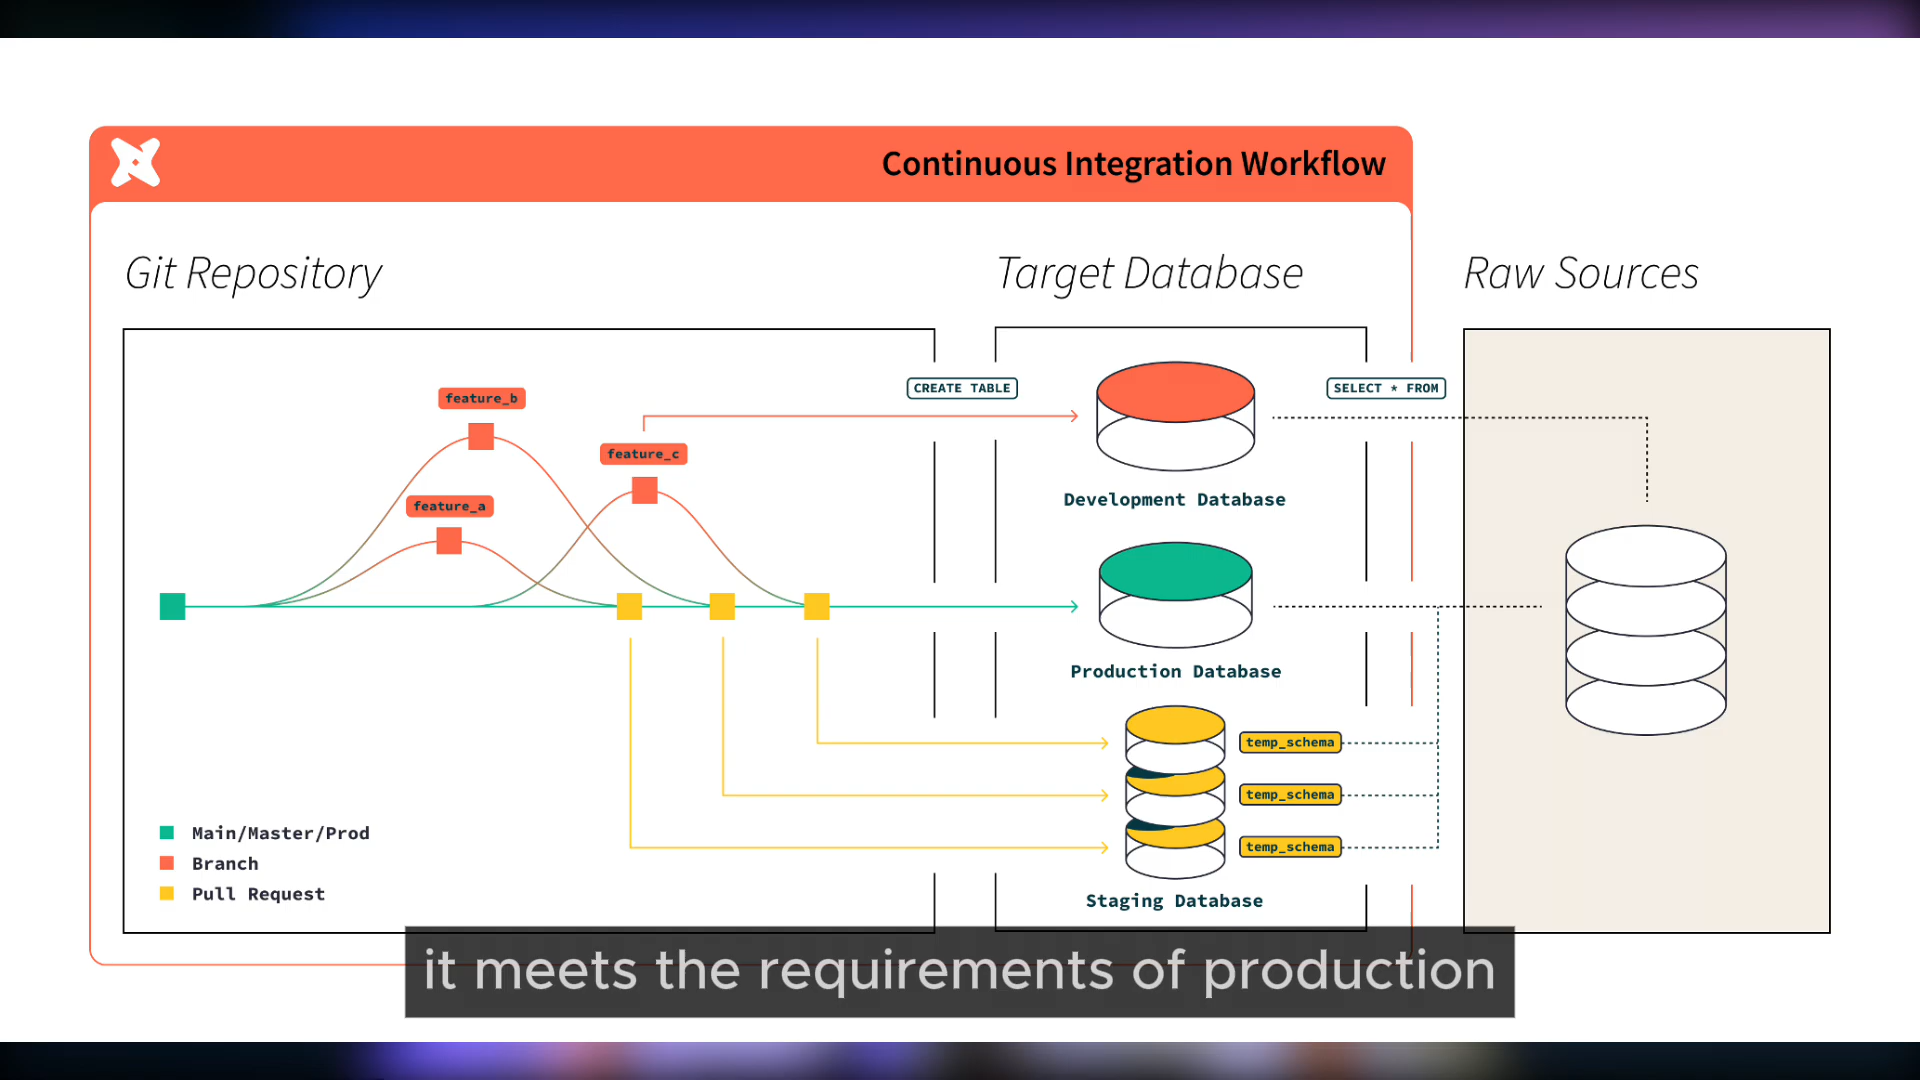 Continuous Integration Workflow
Git Repository
Target Database
Raw Sources
feature_b
CREATE TABLE
SELECT * FROM
feature_c
feature_a
Development Database
Production Database
temp_schema
temp_schema
temp_schema
Main/Master/Prod
Branch
Pull Request
Staging Database
it meets the requirements of production